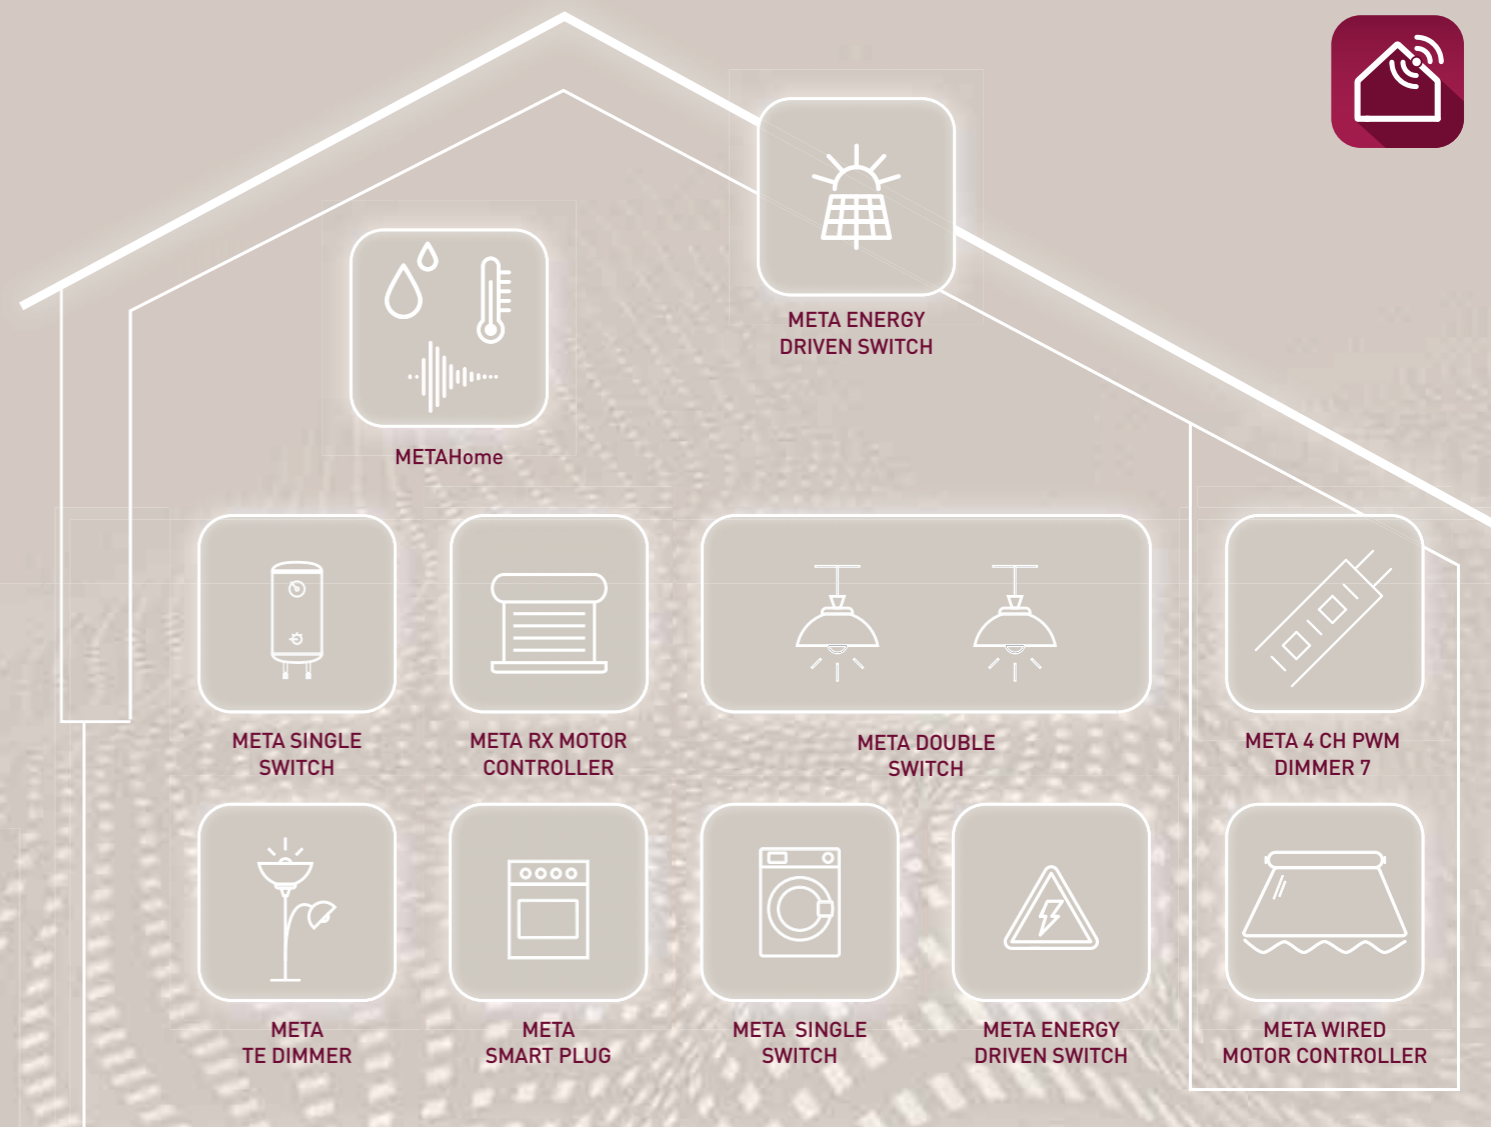 META ENERGY
DRIVEN SWITCH
METAHome
META SINGLE
SWITCH
META RX MOTOR
CONTROLLER
META DOUBLE
SWITCH
META 4 CH PWM
DIMMER 7
META
TE DIMMER
META
SMART PLUG
META SINGLE
SWITCH
META ENERGY
DRIVEN SWITCH
META WIRED
MOTOR CONTROLLER